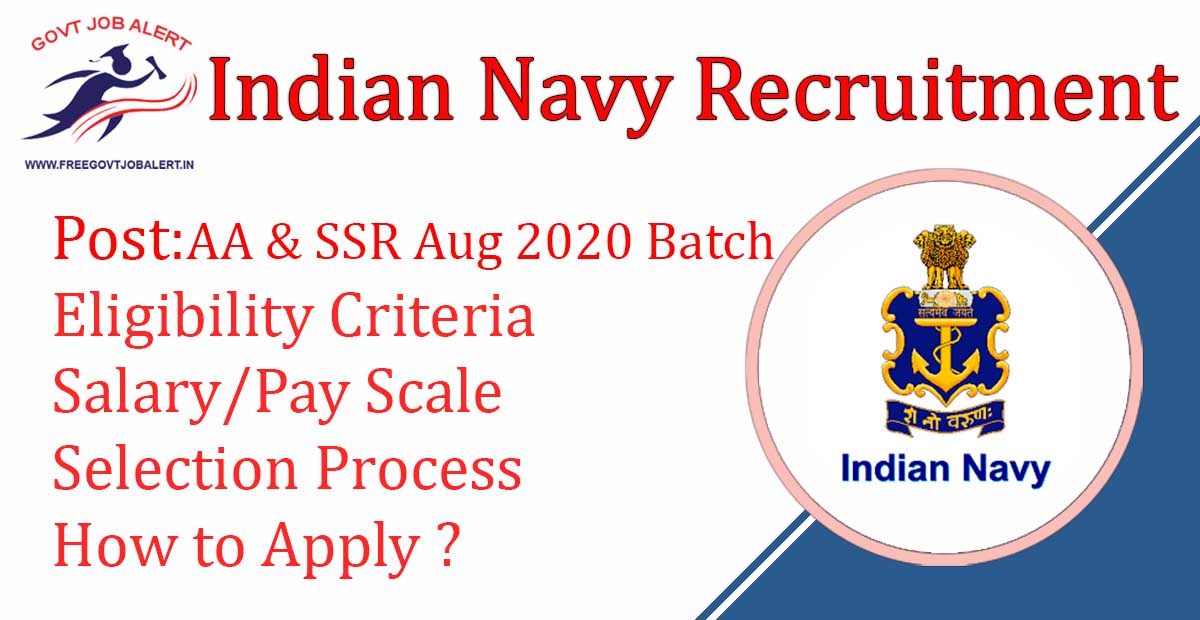 GOVT JOB ALERT
WWW.FREEGOVTJOBALERT.IN
Indian Navy Recruitment
Post:AA & SSR Aug 2020 Batch
Eligibility Criteria
Salary/Pay Scale
Selection Process
How to Apply ?
सत्यमेव जयते
शं नो वरुणः
Indian Navy